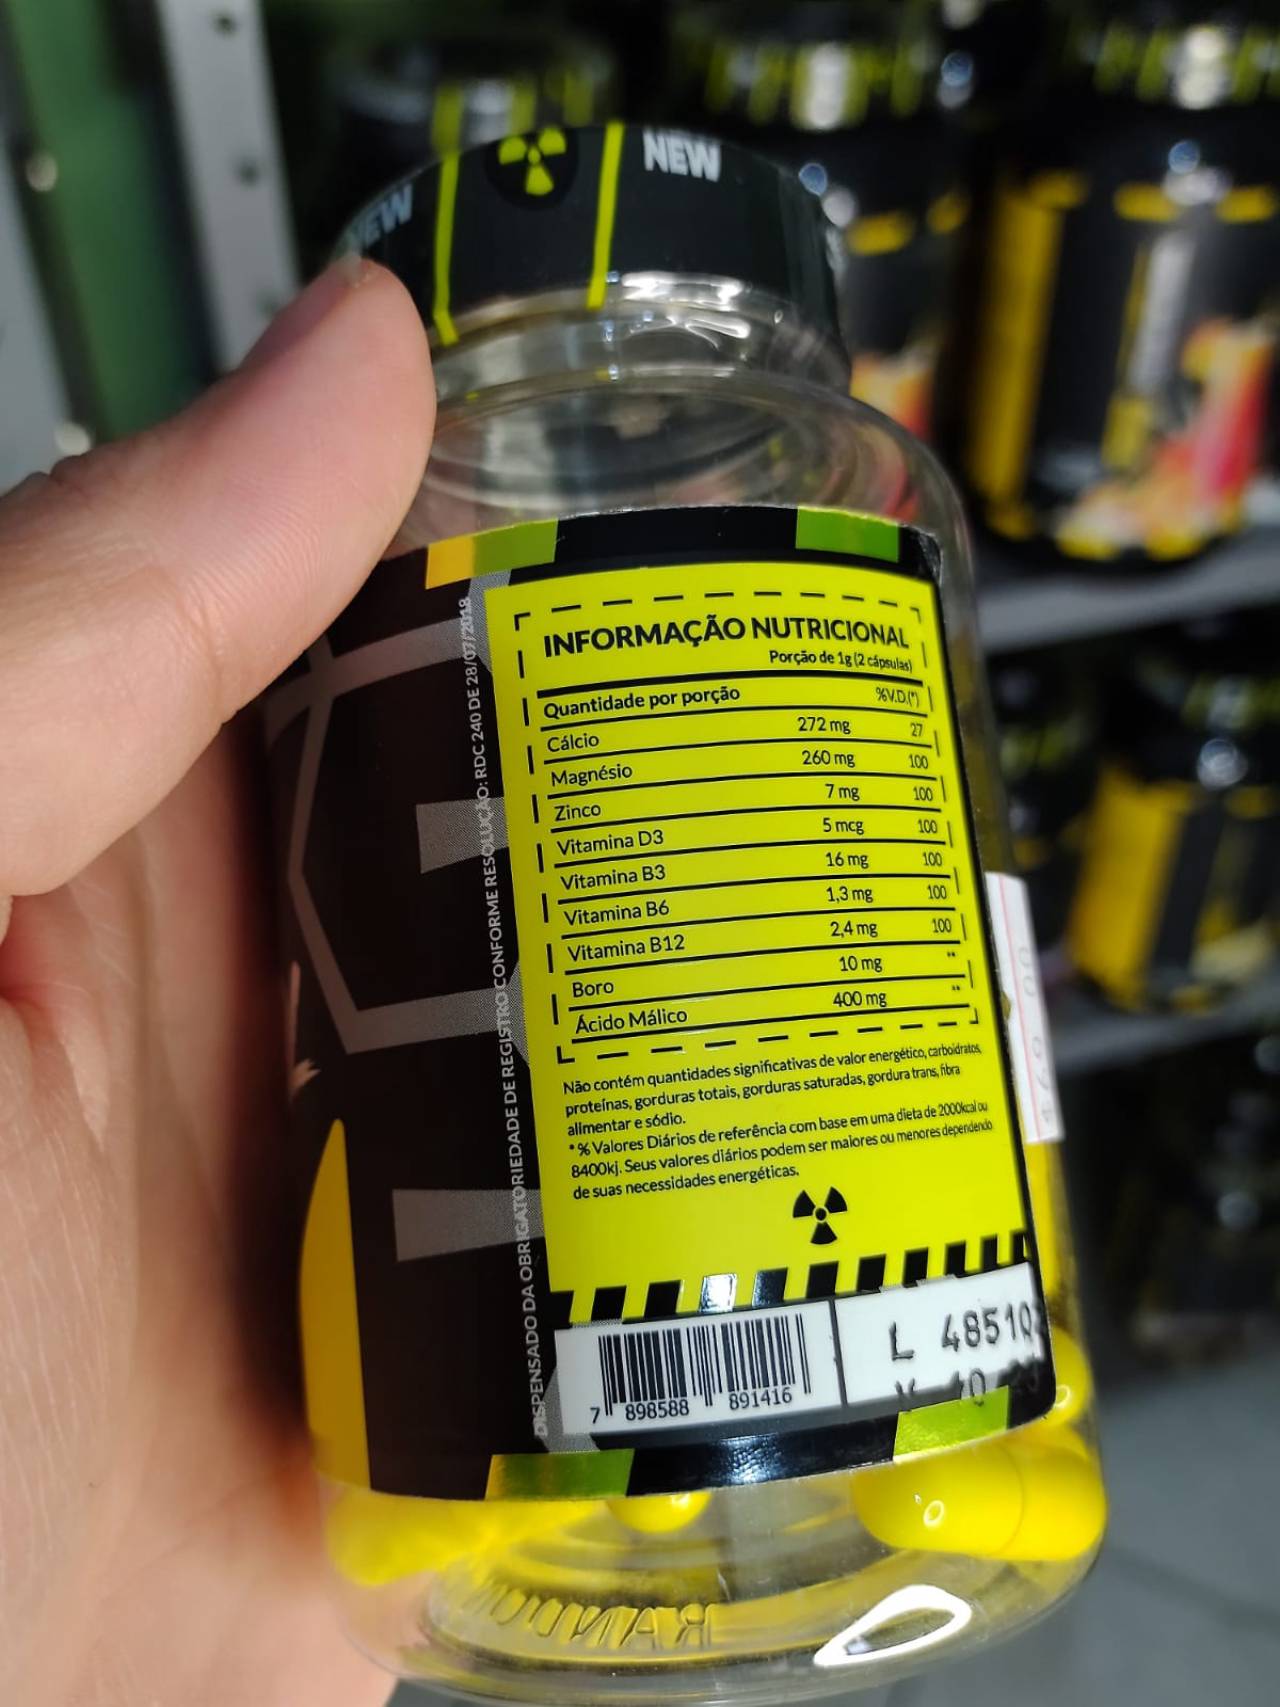 NEW
NEW
INFORMAÇÃO NUTRICIONAL
Porção de 1g (2 cápsulas)
Quantidade por porção %V.D.(*)
Cálcio 272 mg 27
Magnésio 260 mg 100
Zinco 7 mg 100
Vitamina D3 5 mcg 100
Vitamina B3 16 mg 100
Vitamina B6 1,3 mg 100
Vitamina B12 2,4 mg 100
Boro 10 mg **
Ácido Málico 400 mg **
Não contém quantidades significativas de valor energético, carboidratos,
proteínas, gorduras totais, gorduras saturadas, gordura trans, fibra
alimentar e sódio.
* % Valores Diários de referência com base em uma dieta de 2000kcal ou
8400kj. Seus valores diários podem ser maiores ou menores dependendo
de suas necessidades energéticas.
DISPENSADO DA OBRIGATORIEDADE DE REGISTRO CONFORME RESOLUÇÃO: RDC 240 DE 28/07/2018
7 898588 891416
L 48510
V 10